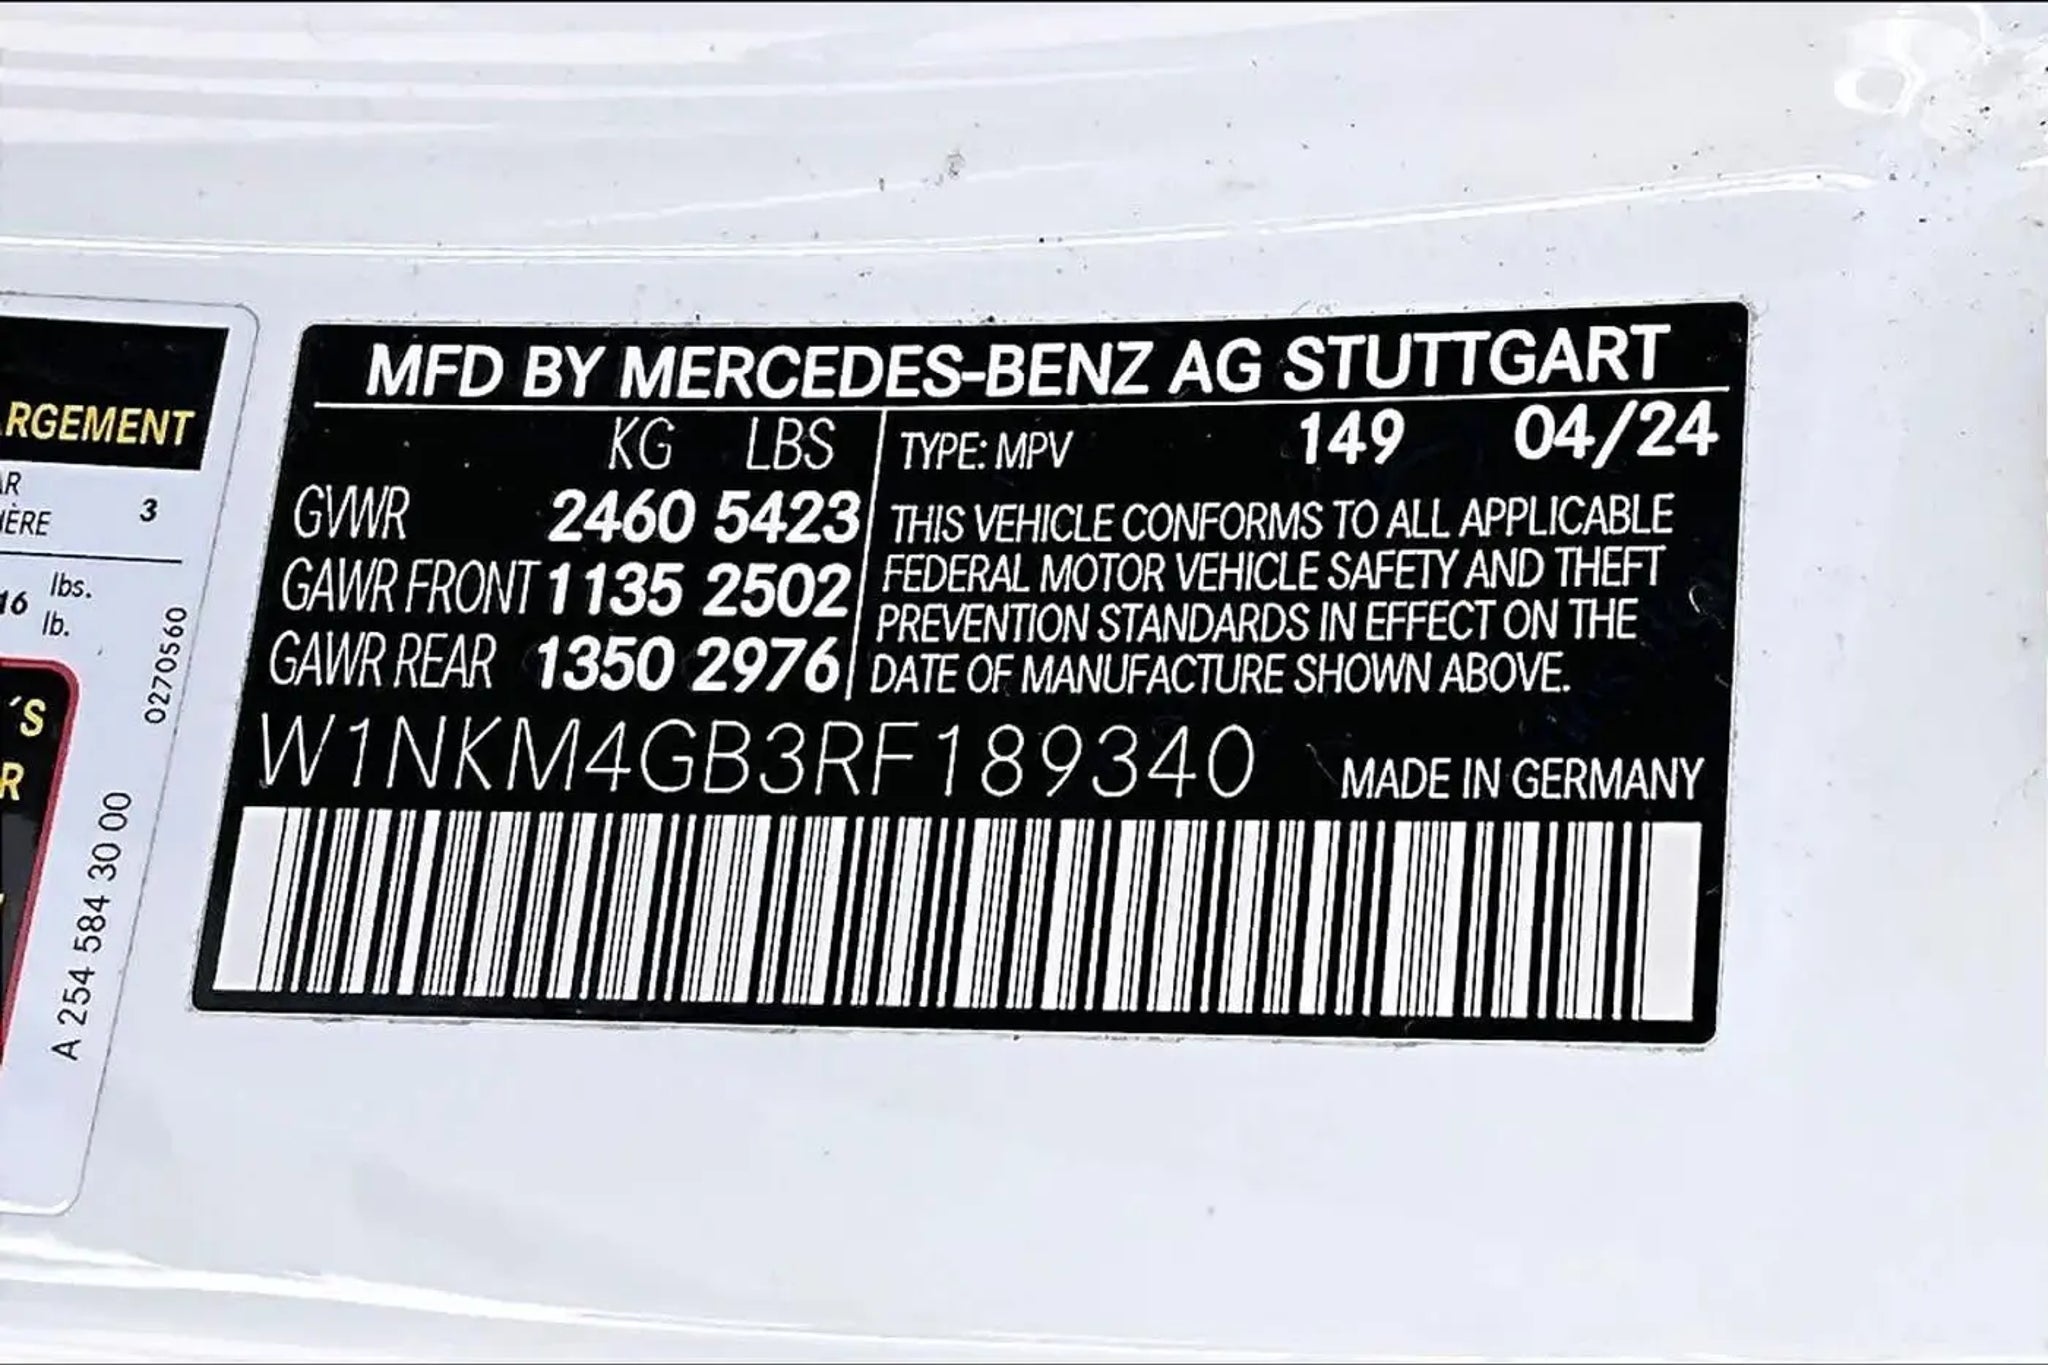 MFD BY MERCEDES-BENZ AG STUTTGART
KG LBS
GVWR 2460 5423
GAWR FRONT 1135 2502
GAWR REAR 1350 2976
TYPE: MPV 149 04/24
THIS VEHICLE CONFORMS TO ALL APPLICABLE
FEDERAL MOTOR VEHICLE SAFETY AND THEFT
PREVENTION STANDARDS IN EFFECT ON THE
DATE OF MANUFACTURE SHOWN ABOVE.
W1NKM4GB3RF189340
MADE IN GERMANY
RGEMENT
AR
IÈRE 3
16 lbs.
lb.
'S
R
0270560
A 254 584 30 00